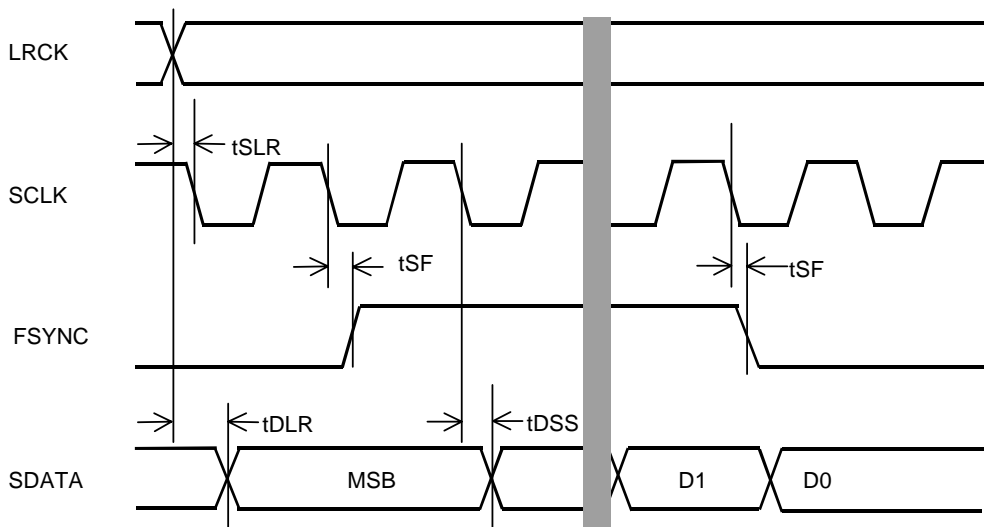 LRCK
tSLR
SCLK
tSF
tSF
FSYNC
tDLR
tDSS
SDATA
MSB
D1
D0